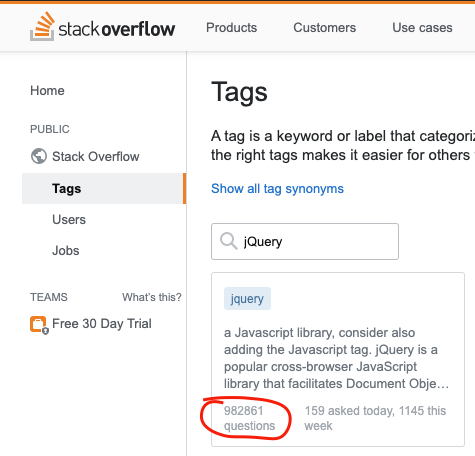 stackoverflow Products Customers Use cases
Home
PUBLIC
Stack Overflow
Tags
Users
Jobs
TEAMS What's this?
Free 30 Day Trial
Tags
A tag is a keyword or label that categoriz
the right tags makes it easier for others
Show all tag synonyms
jQuery
jquery
a Javascript library, consider also
adding the Javascript tag. jQuery is a
popular cross-browser JavaScript
library that facilitates Document Obje…
982861 159 asked today, 1145 this
questions week